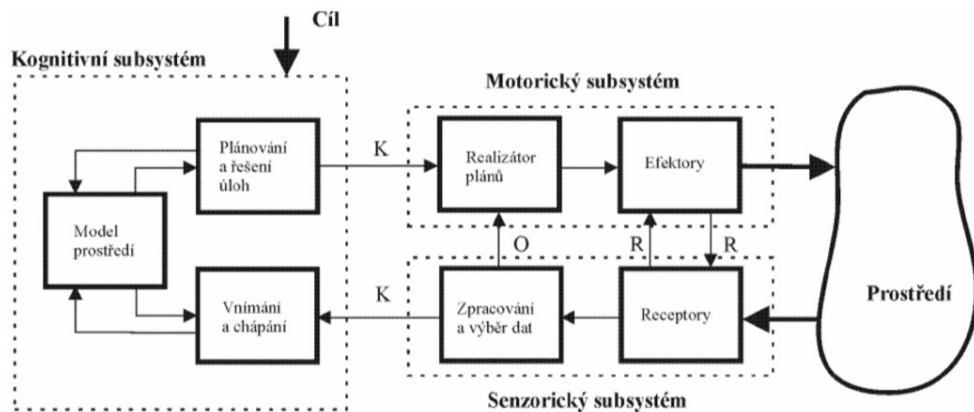 Cíl
Kognitivní subsystém
Motorický subsystém
Plánování
a řešení
úloh
K
Realizátor
plánů
Efektory
Model
prostředí
O
R
R
Prostředí
Vnímání
a chápání
K
Zpracování
a výběr dat
Receptory
Senzorický subsystém